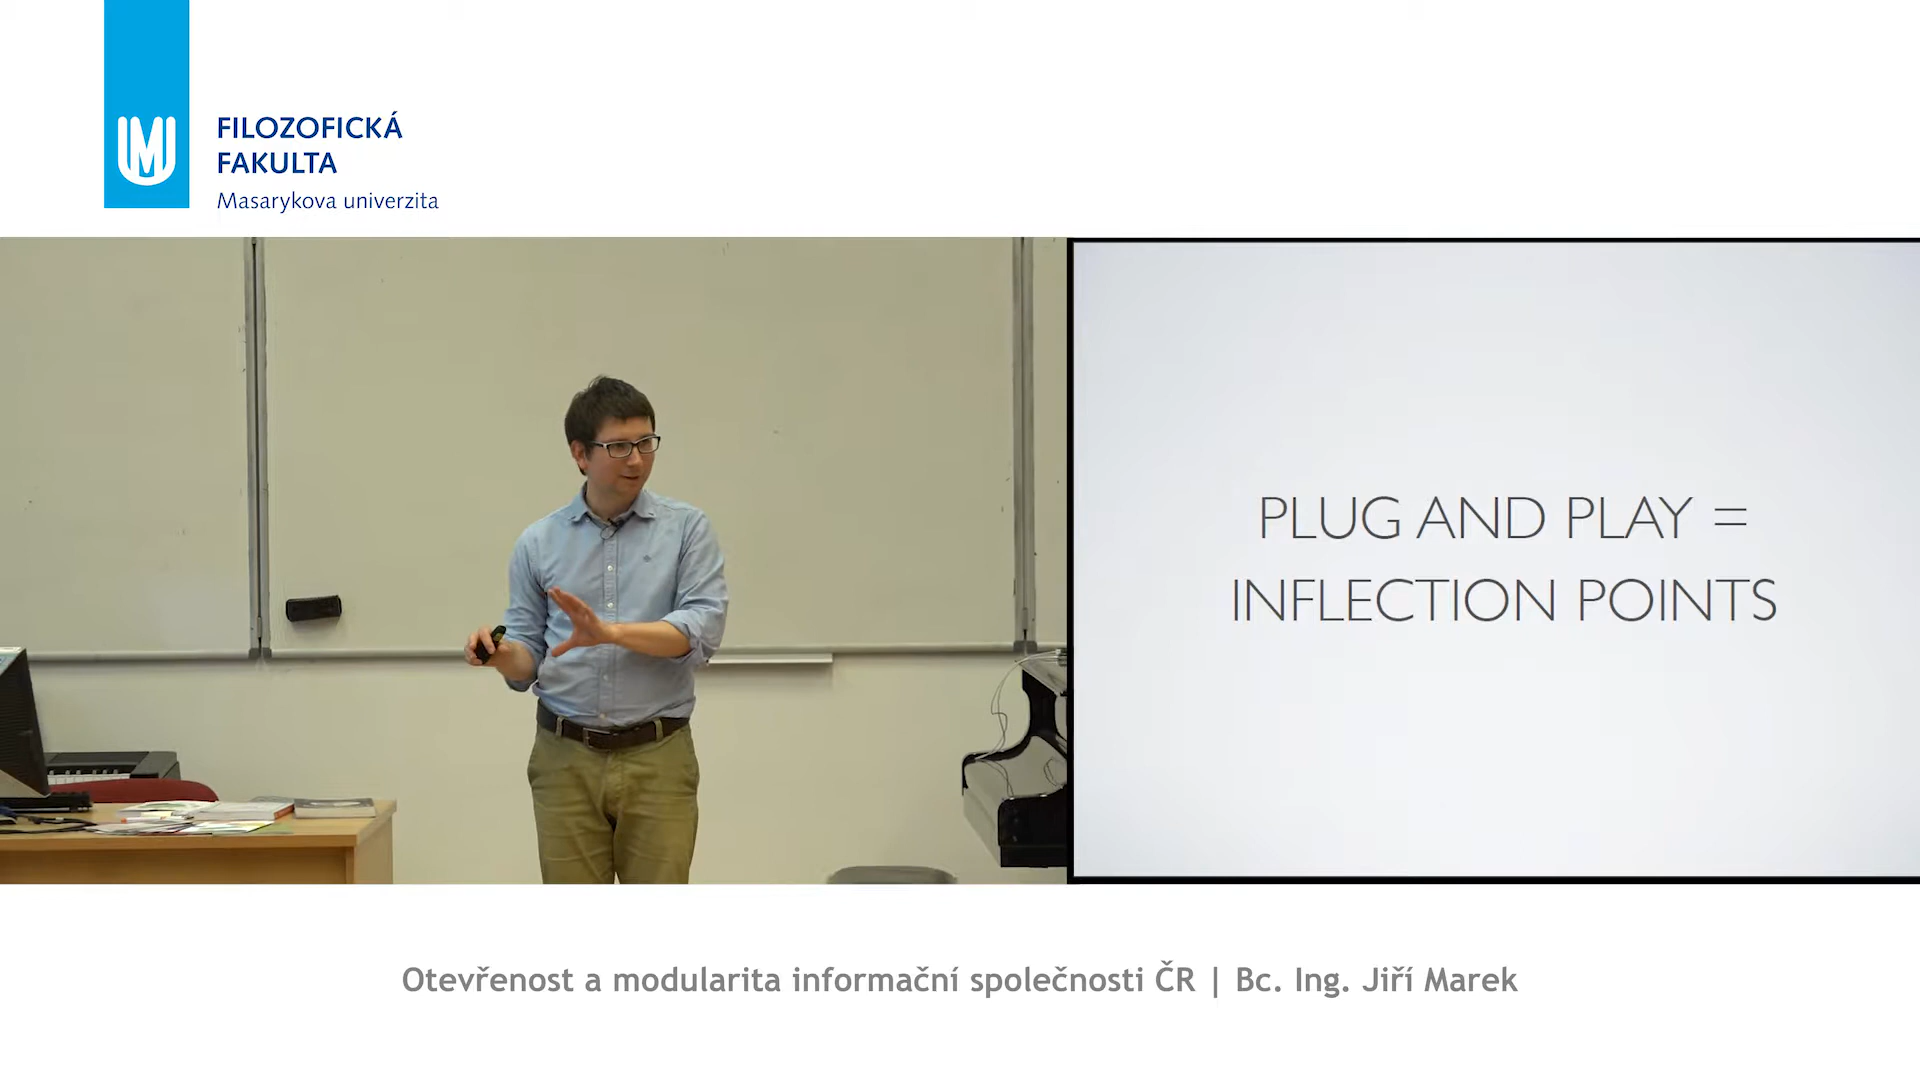 FILOZOFICKÁ
FAKULTA
Masarykova univerzita
PLUG AND PLAY =
INFLECTION POINTS
Otevřenost a modularita informační společnosti ČR | Bc. Ing. Jiří Marek